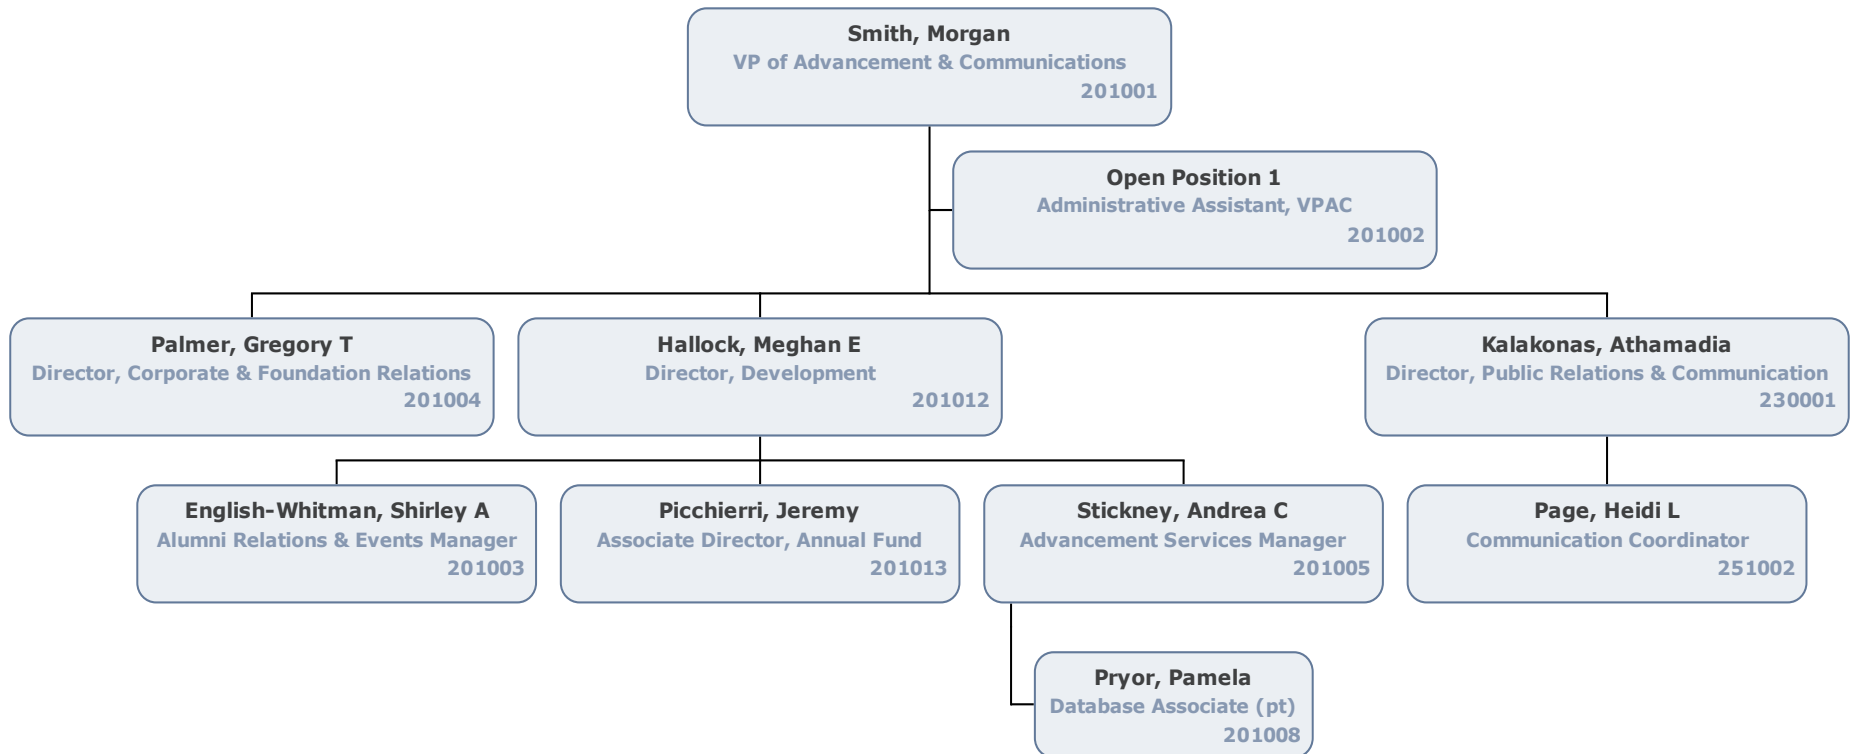 Smith, Morgan
VP of Advancement & Communications
201001
Open Position 1
Administrative Assistant, VPAC
201002
Palmer, Gregory T
Director, Corporate & Foundation Relations
201004
Hallock, Meghan E
Director, Development
201012
Kalakonas, Athamadia
Director, Public Relations & Communication
230001
English-Whitman, Shirley A
Alumni Relations & Events Manager
201003
Picchierri, Jeremy
Associate Director, Annual Fund
201013
Stickney, Andrea C
Advancement Services Manager
201005
Page, Heidi L
Communication Coordinator
251002
Pryor, Pamela
Database Associate (pt)
201008